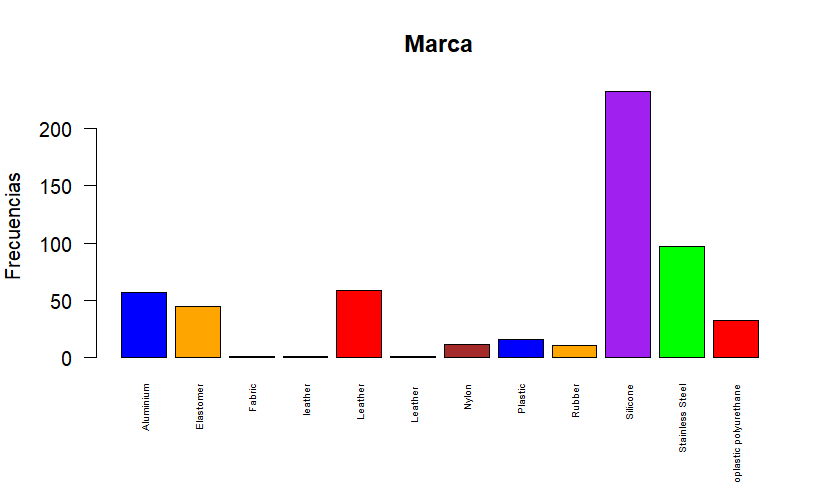 Marca
Frecuencias
200
150
100
50
0
Aluminium
Elastomer
Fabric
leather
Leather
Leather
Nylon
Plastic
Rubber
Silicone
Stainless Steel
oplastic polyurethane